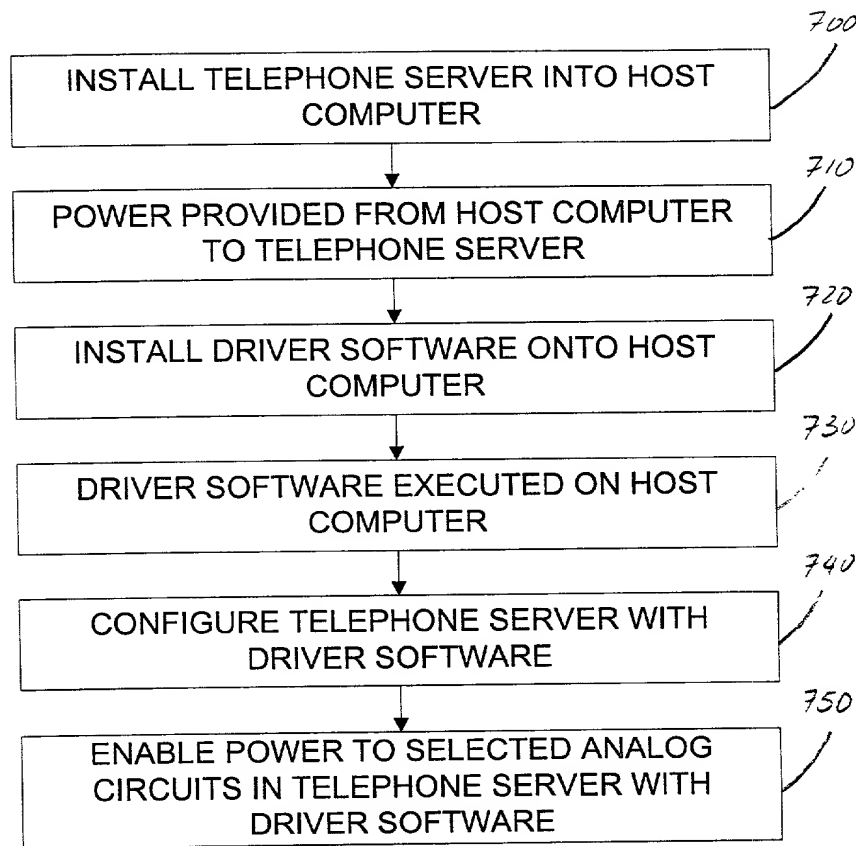 700
INSTALL TELEPHONE SERVER INTO HOST
COMPUTER
710
POWER PROVIDED FROM HOST COMPUTER
TO TELEPHONE SERVER
720
INSTALL DRIVER SOFTWARE ONTO HOST
COMPUTER
730
DRIVER SOFTWARE EXECUTED ON HOST
COMPUTER
740
CONFIGURE TELEPHONE SERVER WITH
DRIVER SOFTWARE
750
ENABLE POWER TO SELECTED ANALOG
CIRCUITS IN TELEPHONE SERVER WITH
DRIVER SOFTWARE